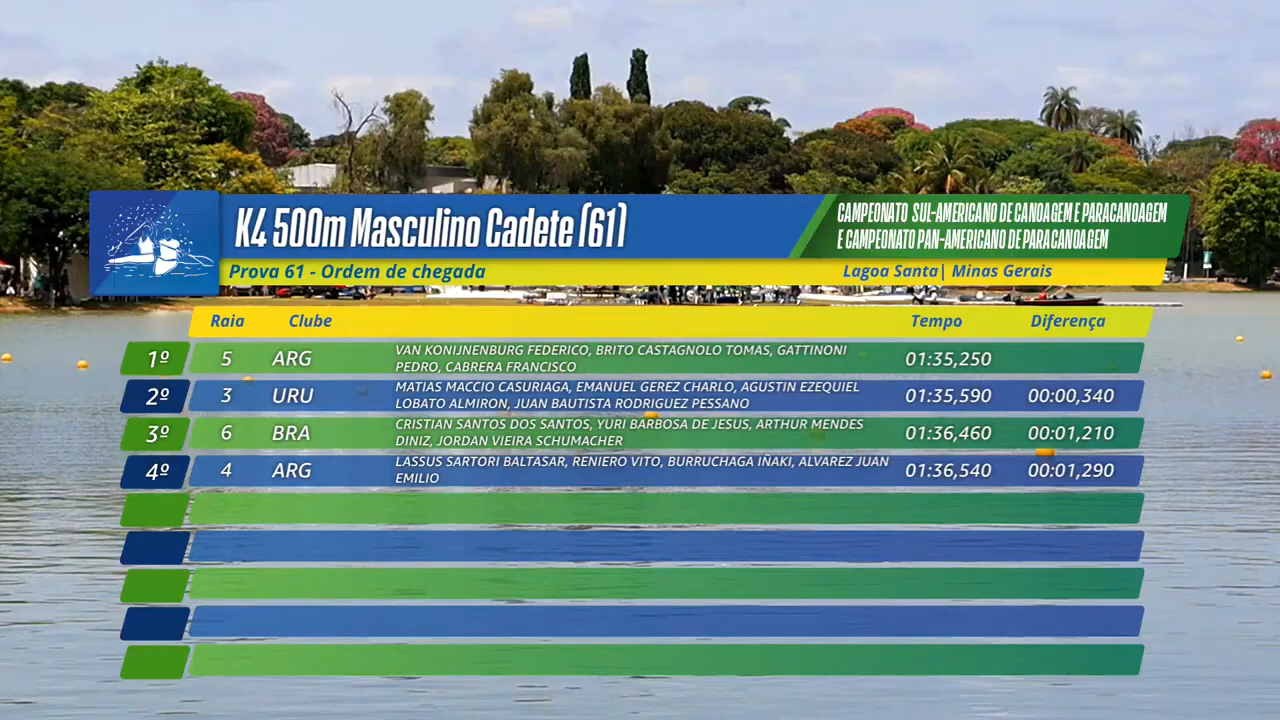 K4 500m Masculino Cadete (61)
CAMPEONATO SUL-AMERICANO DE CANOAGEM E PARACANOAGEM
E CAMPEONATO PAN-AMERICANO DE PARACANOAGEM
Prova 61 - Ordem de chegada
Lagoa Santa| Minas Gerais
Raia Clube Tempo Diferença
1º 5 ARG VAN KONIJNENBURG FEDERICO, BRITO CASTAGNOLO TOMAS, GATTINONI 01:35,250
PEDRO, CABRERA FRANCISCO
2º 3 URU MATIAS MACCIO CASURIAGA, EMANUEL GEREZ CHARLO, AGUSTIN EZEQUIEL 01:35,590 00:00,340
LOBATO ALMIRON, JUAN BAUTISTA RODRIGUEZ PESSANO
3º 6 BRA CRISTIAN SANTOS DOS SANTOS, YURI BARBOSA DE JESUS, ARTHUR MENDES 01:36,460 00:01,210
DINIZ, JORDAN VIEIRA SCHUMACHER
4º 4 ARG LASSUS SARTORI BALTASAR, RENIERO VITO, BURRUCHAGA IÑAKI, ALVAREZ JUAN 01:36,540 00:01,290
EMILIO